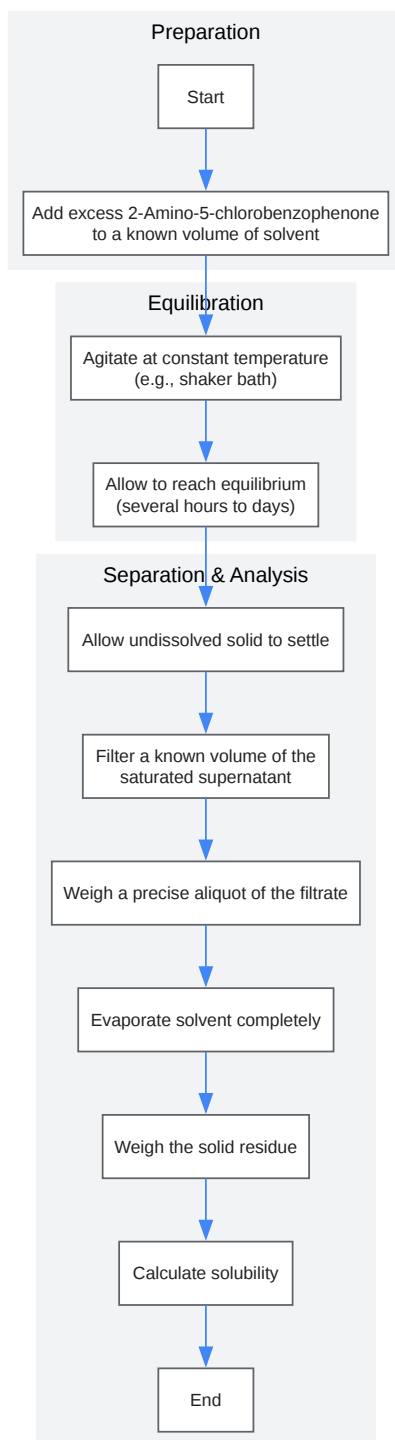 Preparation
Start
Add excess 2-Amino-5-chlorobenzophenone
to a known volume of solvent
Equilibration
Agitate at constant temperature
(e.g., shaker bath)
Allow to reach equilibrium
(several hours to days)
Separation & Analysis
Allow undissolved solid to settle
Filter a known volume of the
saturated supernatant
Weigh a precise aliquot of the filtrate
Evaporate solvent completely
Weigh the solid residue
Calculate solubility
End